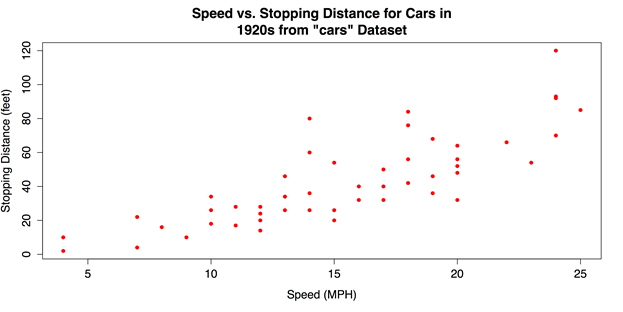 Speed vs. Stopping Distance for Cars in
1920s from "cars" Dataset
Stopping Distance (feet)
120
100
80
60
40
20
0
5 10 15 20 25
Speed (MPH)